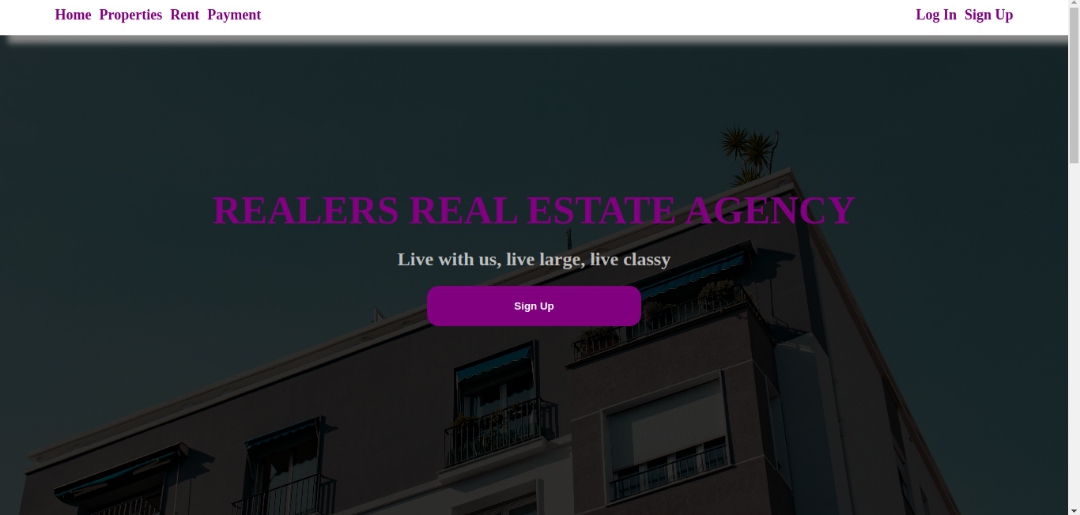 Home Properties Rent Payment Log In Sign Up
REALERS REAL ESTATE AGENCY
Live with us, live large, live classy
Sign Up